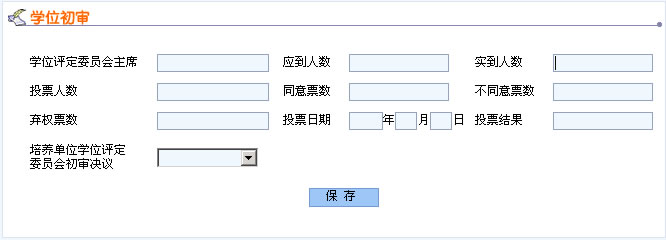 学位初审
学位评定委员会主席 应到人数 实到人数
投票人数 同意票数 不同意票数
弃权票数 投票日期 年 月 日 投票结果
培养单位学位评定
委员会初审决议
保 存